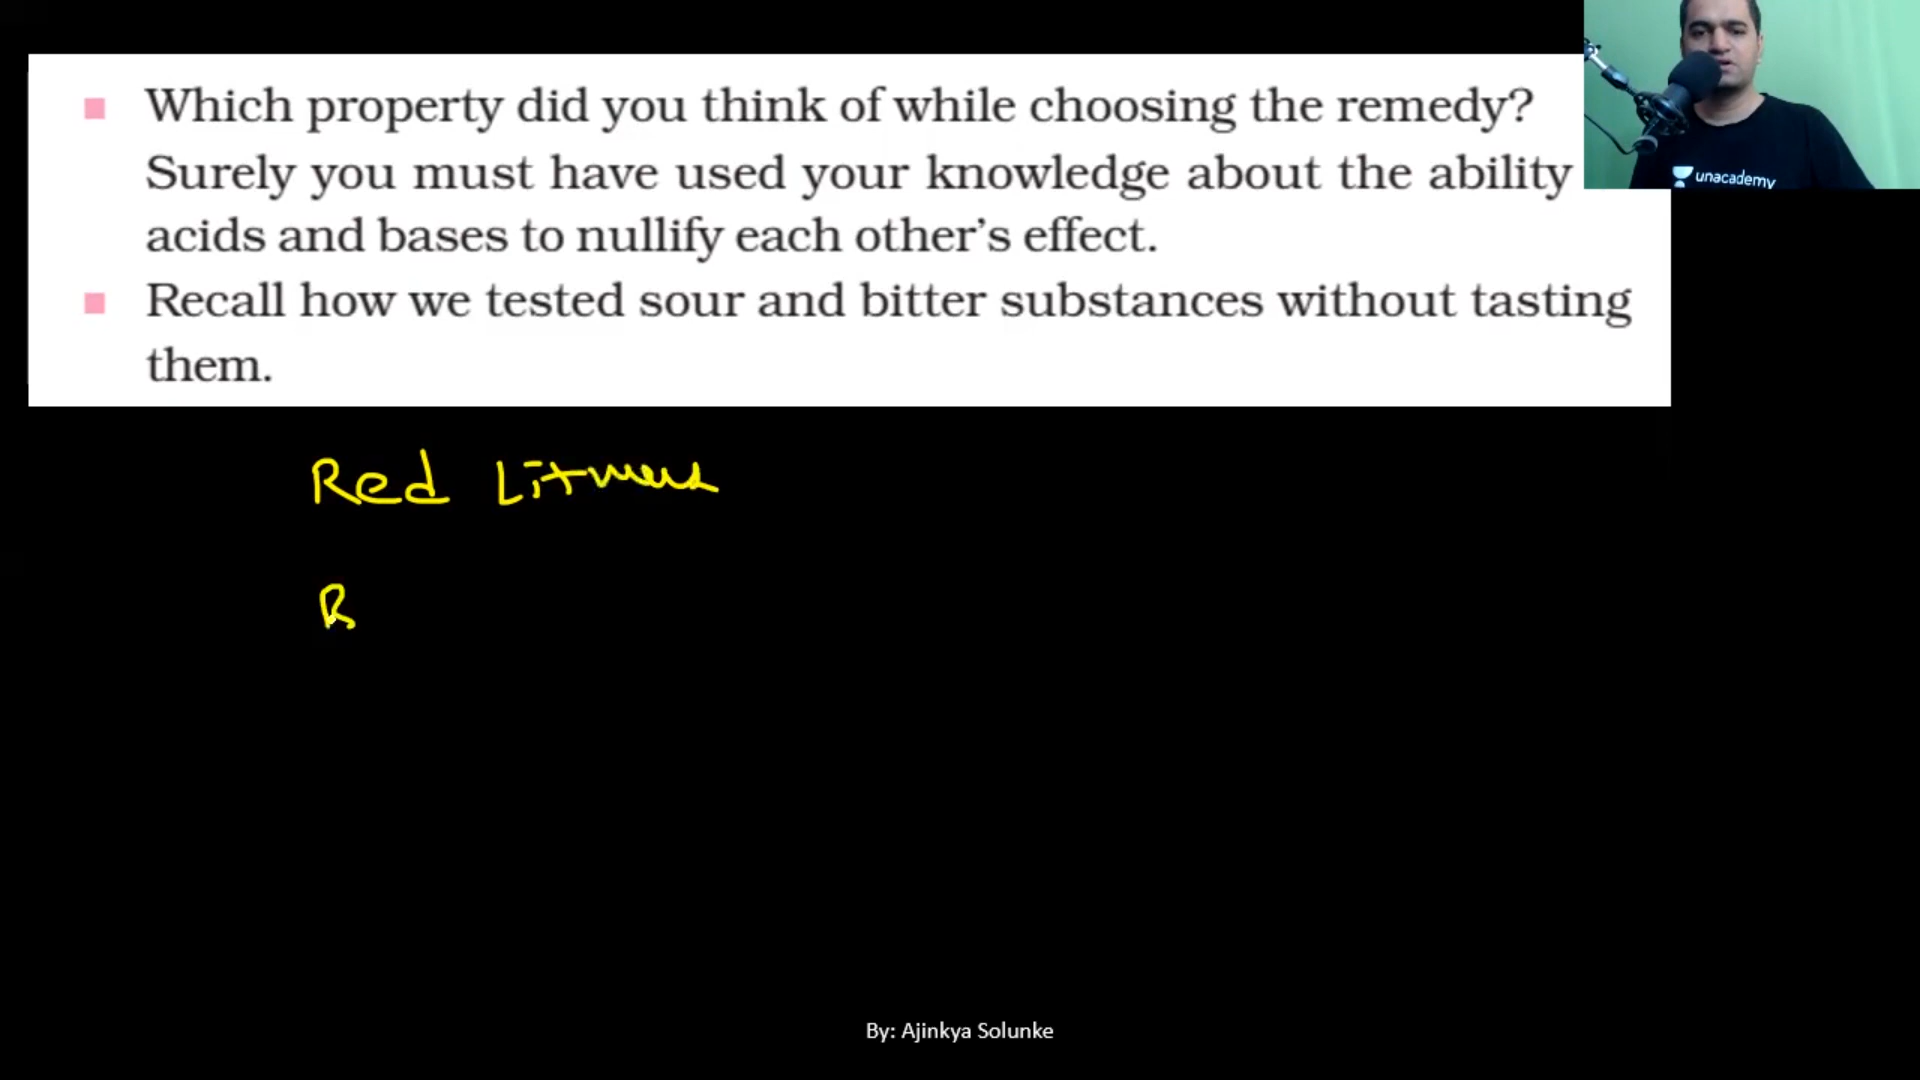 Which property did you think of while choosing the remedy?
Surely you must have used your knowledge about the ability
acids and bases to nullify each other’s effect.
Recall how we tested sour and bitter substances without tasting
them.
unacademy
Red Litmus
B
By: Ajinkya Solunke